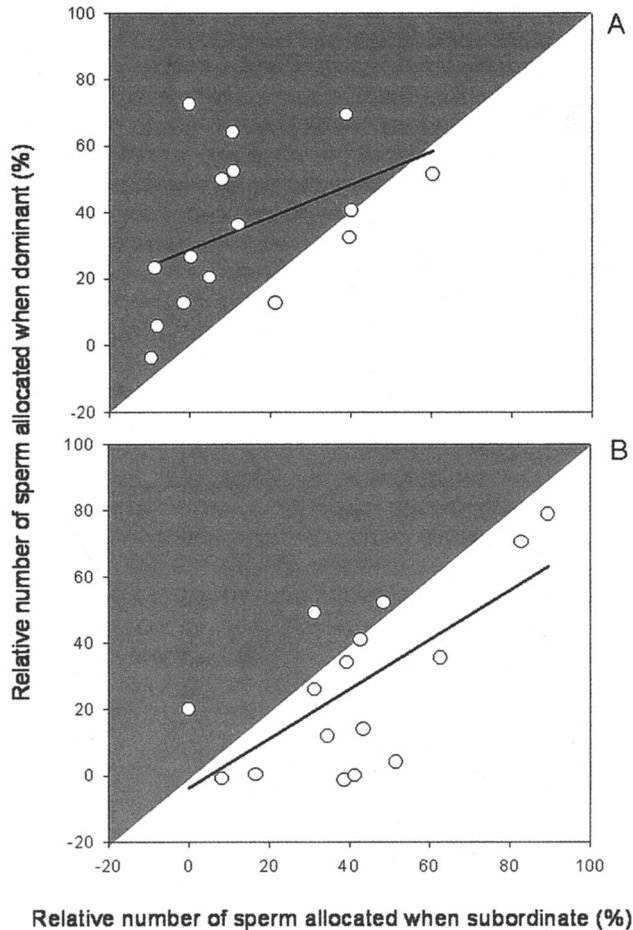 A
100
80
60
40
20
0
-20
B
100
80
60
40
20
0
-20
-20 0 20 40 60 80 100
Relative number of sperm allocated when dominant (%)
Relative number of sperm allocated when subordinate (%)